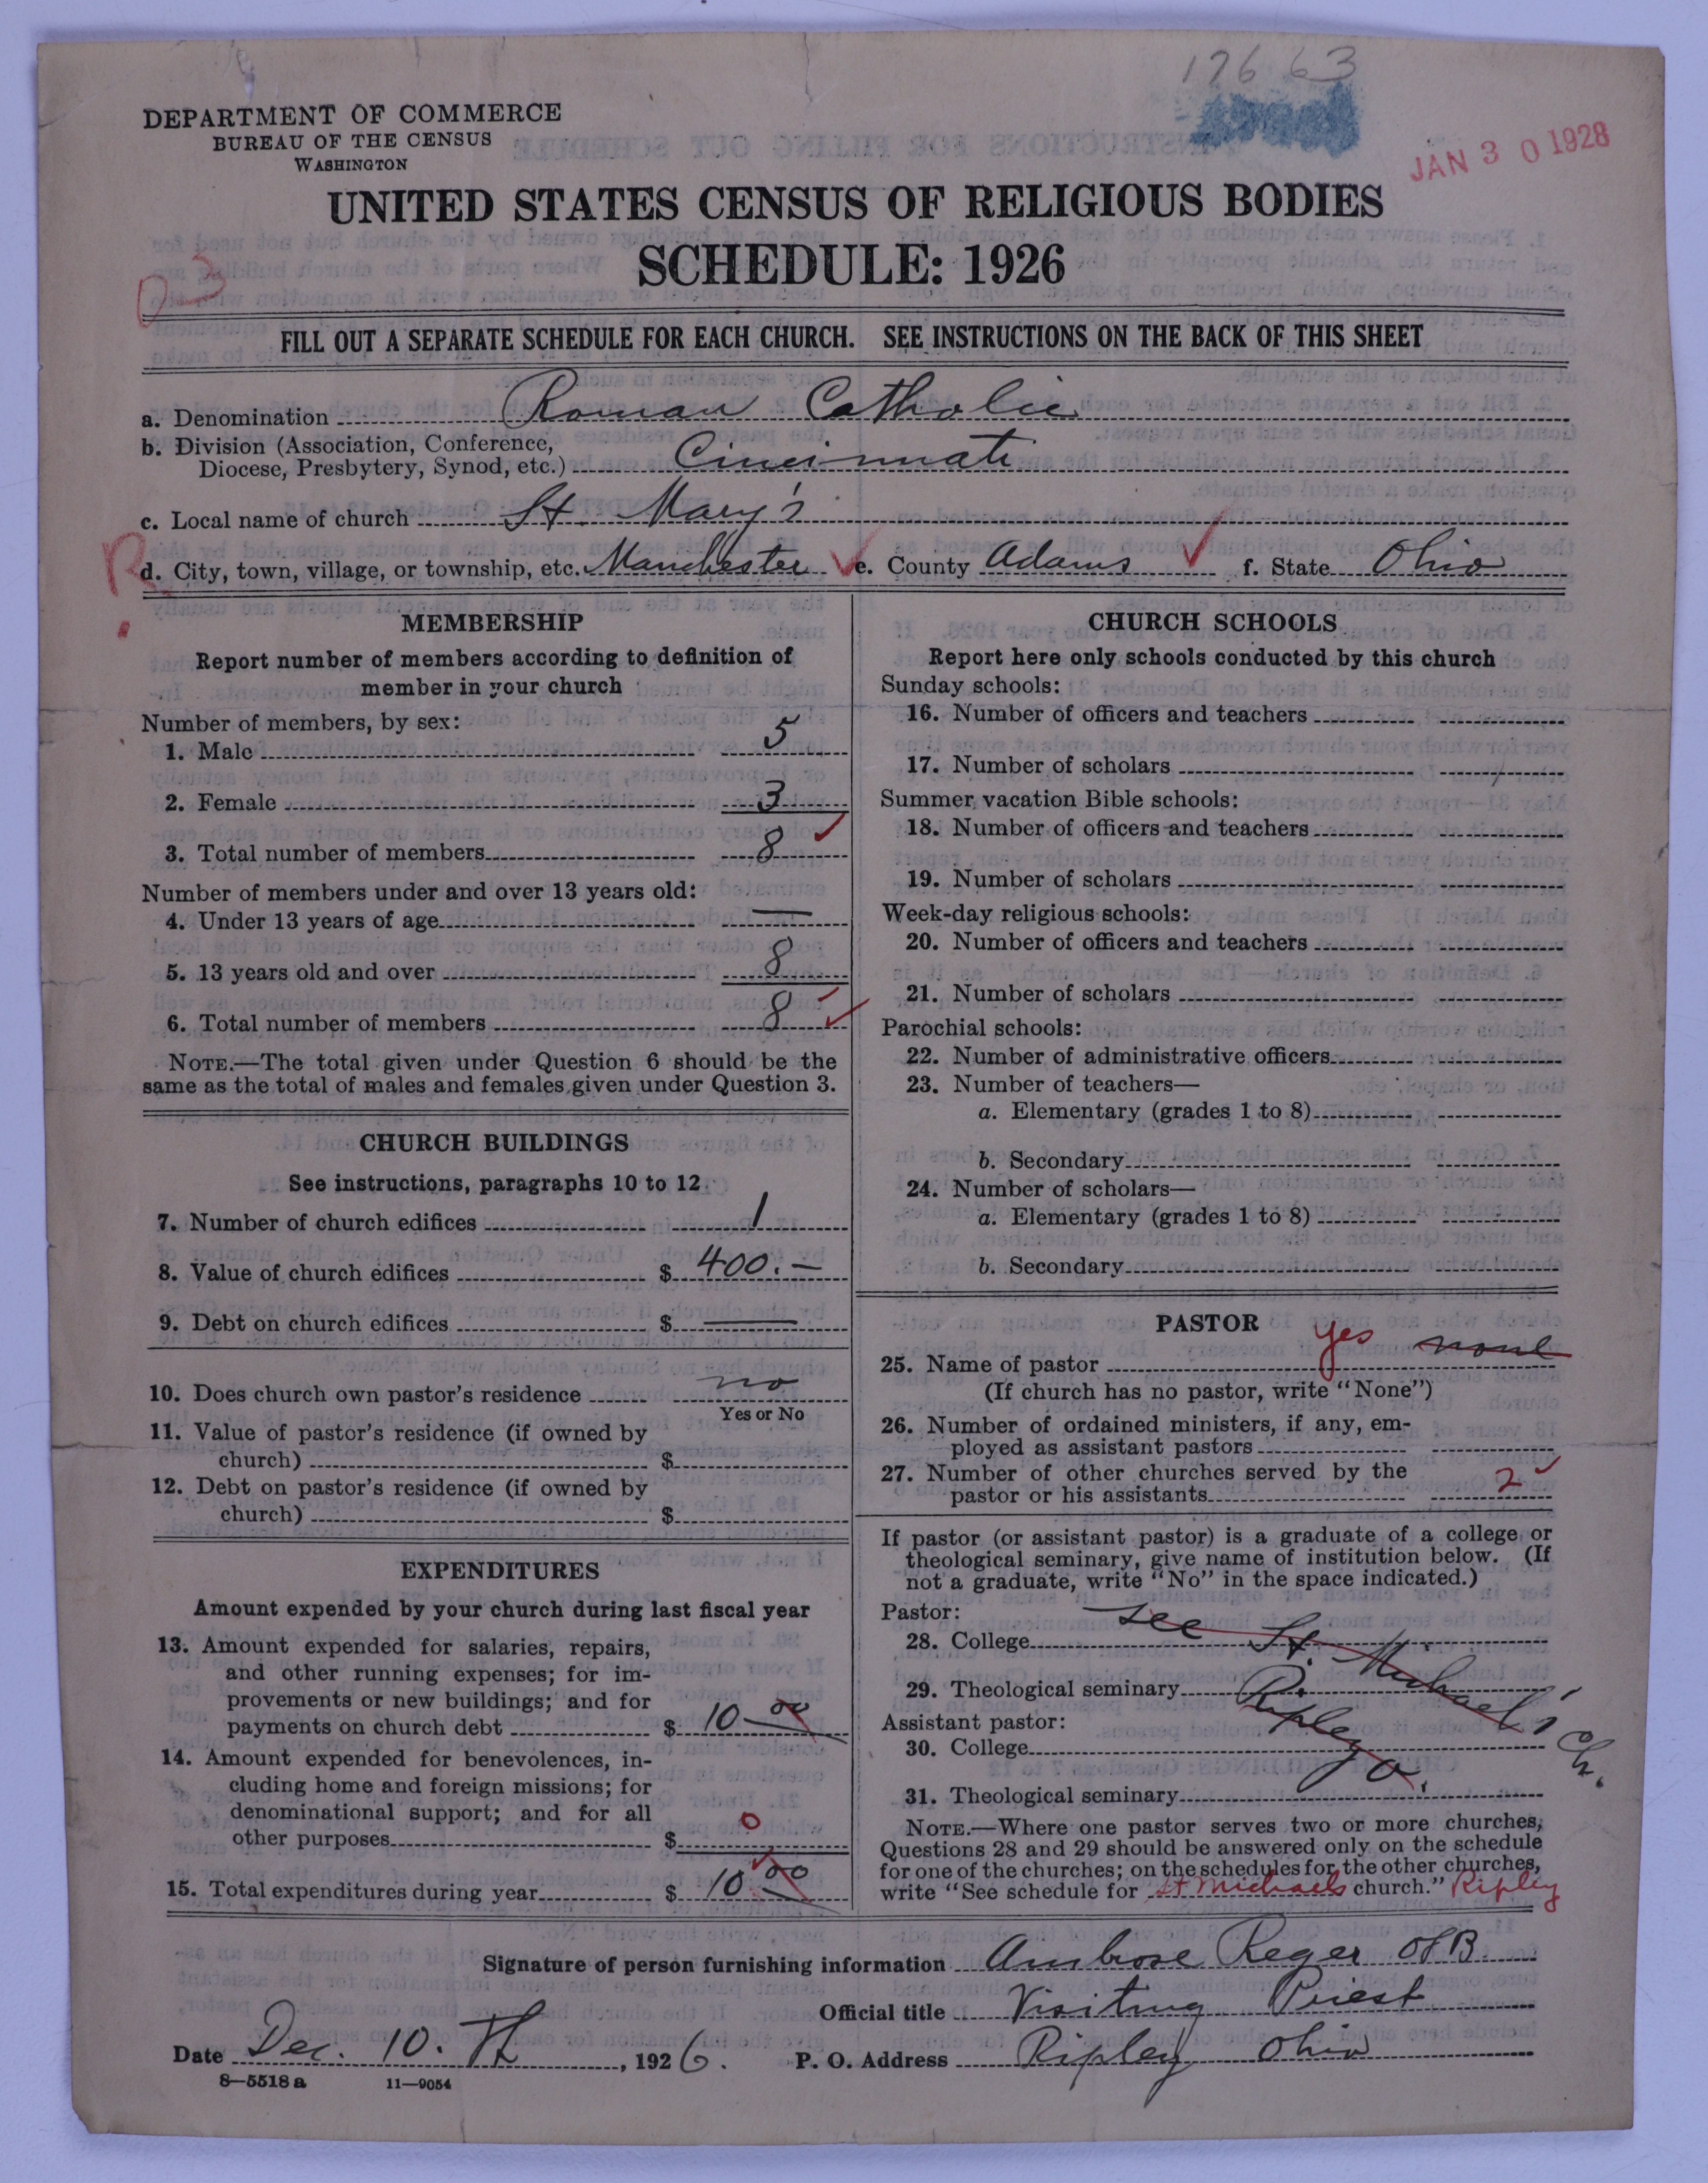 17663
JAN 30 1928
DEPARTMENT OF COMMERCE
BUREAU OF THE CENSUS
WASHINGTON
UNITED STATES CENSUS OF RELIGIOUS BODIES
SCHEDULE: 1926
03
FILL OUT A SEPARATE SCHEDULE FOR EACH CHURCH. SEE INSTRUCTIONS ON THE BACK OF THIS SHEET
a. Denomination Roman Catholic
b. Division (Association, Conference,
Diocese, Presbytery, Synod, etc.) Cincinnati
c. Local name of church St. Mary's
R.
d. City, town, village, or township, etc. Manchester e. County Adams f. State Ohio
MEMBERSHIP
Report number of members according to definition of
member in your church
Number of members, by sex:
1. Male 5
2. Female 3
3. Total number of members 8
Number of members under and over 13 years old:
4. Under 13 years of age —
5. 13 years old and over 8
6. Total number of members 8
NOTE.—The total given under Question 6 should be the
same as the total of males and females given under Question 3.
CHURCH BUILDINGS
See instructions, paragraphs 10 to 12
7. Number of church edifices 1
8. Value of church edifices $ 400.—
9. Debt on church edifices $ —
10. Does church own pastor's residence no
Yes or No
11. Value of pastor's residence (if owned by
church) $
12. Debt on pastor's residence (if owned by
church) $
EXPENDITURES
Amount expended by your church during last fiscal year
13. Amount expended for salaries, repairs,
and other running expenses; for im-
provements or new buildings; and for
payments on church debt $ 10 00
14. Amount expended for benevolences, in-
cluding home and foreign missions; for
denominational support; and for all
other purposes $ 0
15. Total expenditures during year $ 10 00
CHURCH SCHOOLS
Report here only schools conducted by this church
Sunday schools:
16. Number of officers and teachers
17. Number of scholars
Summer vacation Bible schools:
18. Number of officers and teachers
19. Number of scholars
Week-day religious schools:
20. Number of officers and teachers
21. Number of scholars
Parochial schools:
22. Number of administrative officers
23. Number of teachers—
a. Elementary (grades 1 to 8)
b. Secondary
24. Number of scholars—
a. Elementary (grades 1 to 8)
b. Secondary
PASTOR
25. Name of pastor yes none
(If church has no pastor, write "None")
26. Number of ordained ministers, if any, em-
ployed as assistant pastors
27. Number of other churches served by the
pastor or his assistants 2
If pastor (or assistant pastor) is a graduate of a college or
theological seminary, give name of institution below. (If
not a graduate, write "No" in the space indicated.)
Pastor:
28. College see St. Michael's Ch.
29. Theological seminary Ripley O.
Assistant pastor:
30. College
31. Theological seminary
NOTE.—Where one pastor serves two or more churches,
Questions 28 and 29 should be answered only on the schedule
for one of the churches; on the schedules for the other churches,
write "See schedule for St Michaels church." Ripley
Signature of person furnishing information Ambrose Reger OSB.
Official title Visiting Priest
Date Dec. 10. Th, 1926. P. O. Address Ripley Ohio
8—5518 a 11—9054